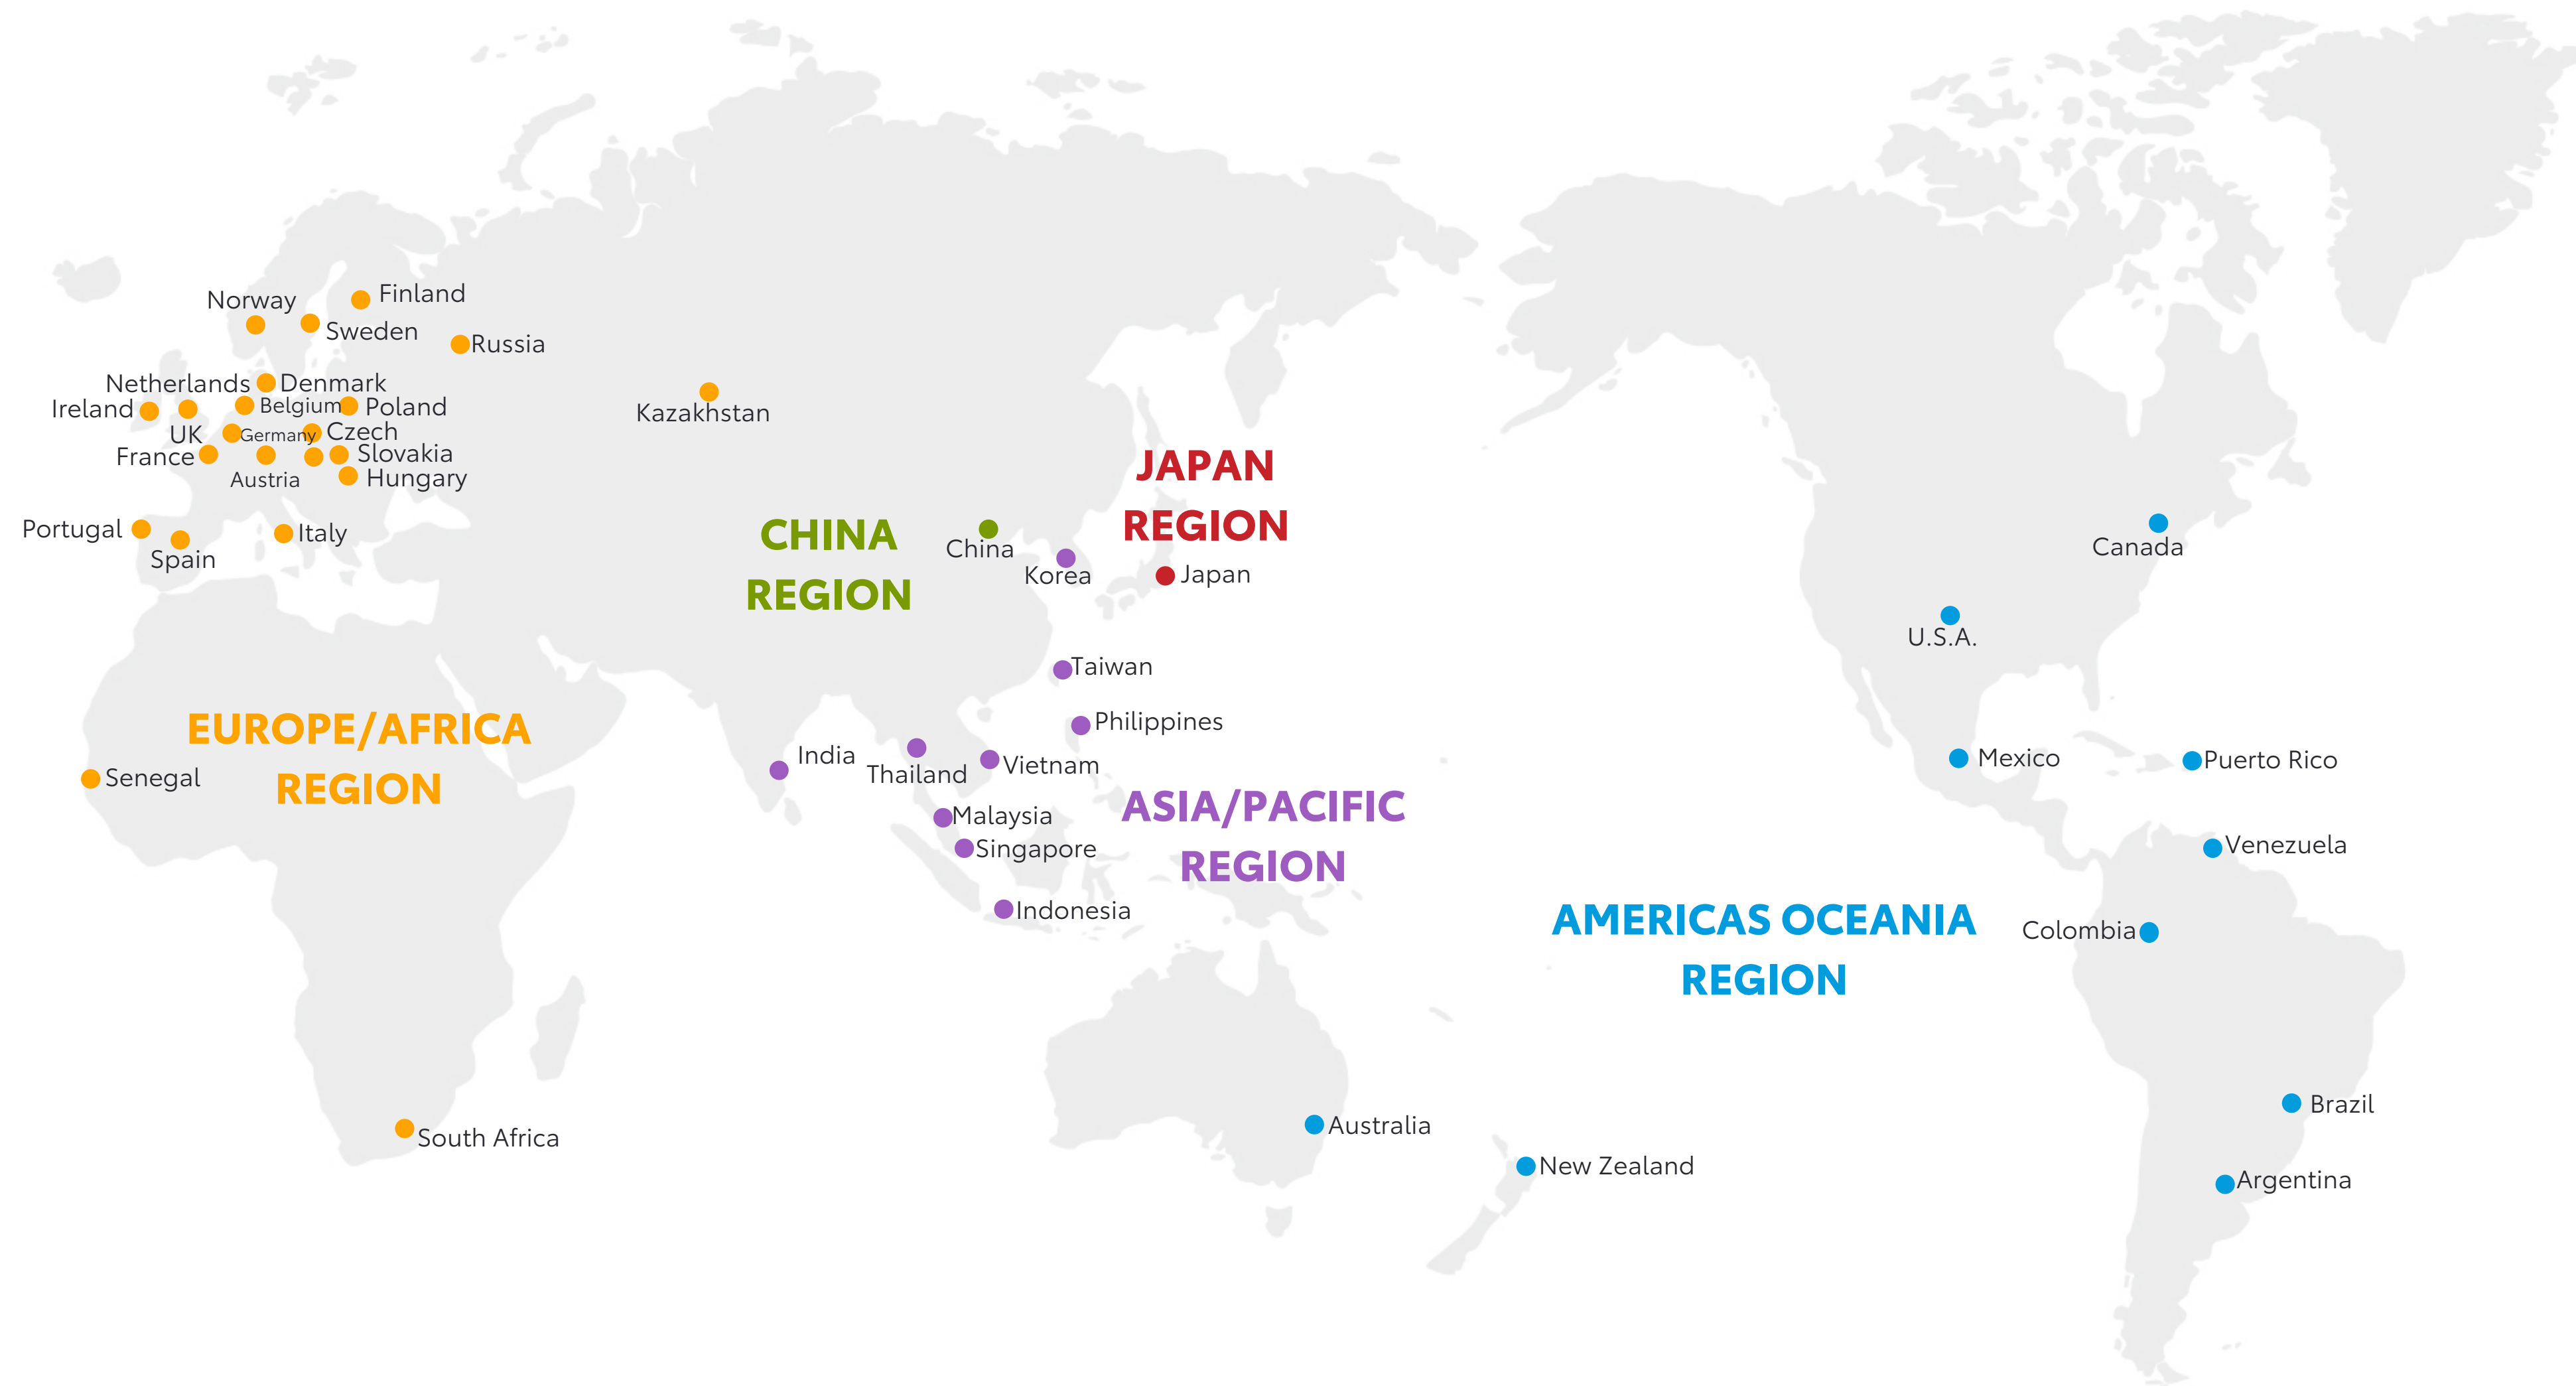 Norway
Finland
Sweden
Russia
Netherlands
Denmark
Ireland
Belgium
Poland
UK
Germany
Czech
France
Slovakia
Austria
Hungary
Portugal
Spain
Italy
Kazakhstan
JAPAN
REGION
CHINA
REGION
China
Korea
Japan
Canada
U.S.A.
Taiwan
Philippines
EUROPE/AFRICA
REGION
Senegal
India
Thailand
Vietnam
Mexico
Puerto Rico
Malaysia
Singapore
ASIA/PACIFIC
REGION
Indonesia
Venezuela
AMERICAS OCEANIA
REGION
Colombia
South Africa
Australia
New Zealand
Brazil
Argentina